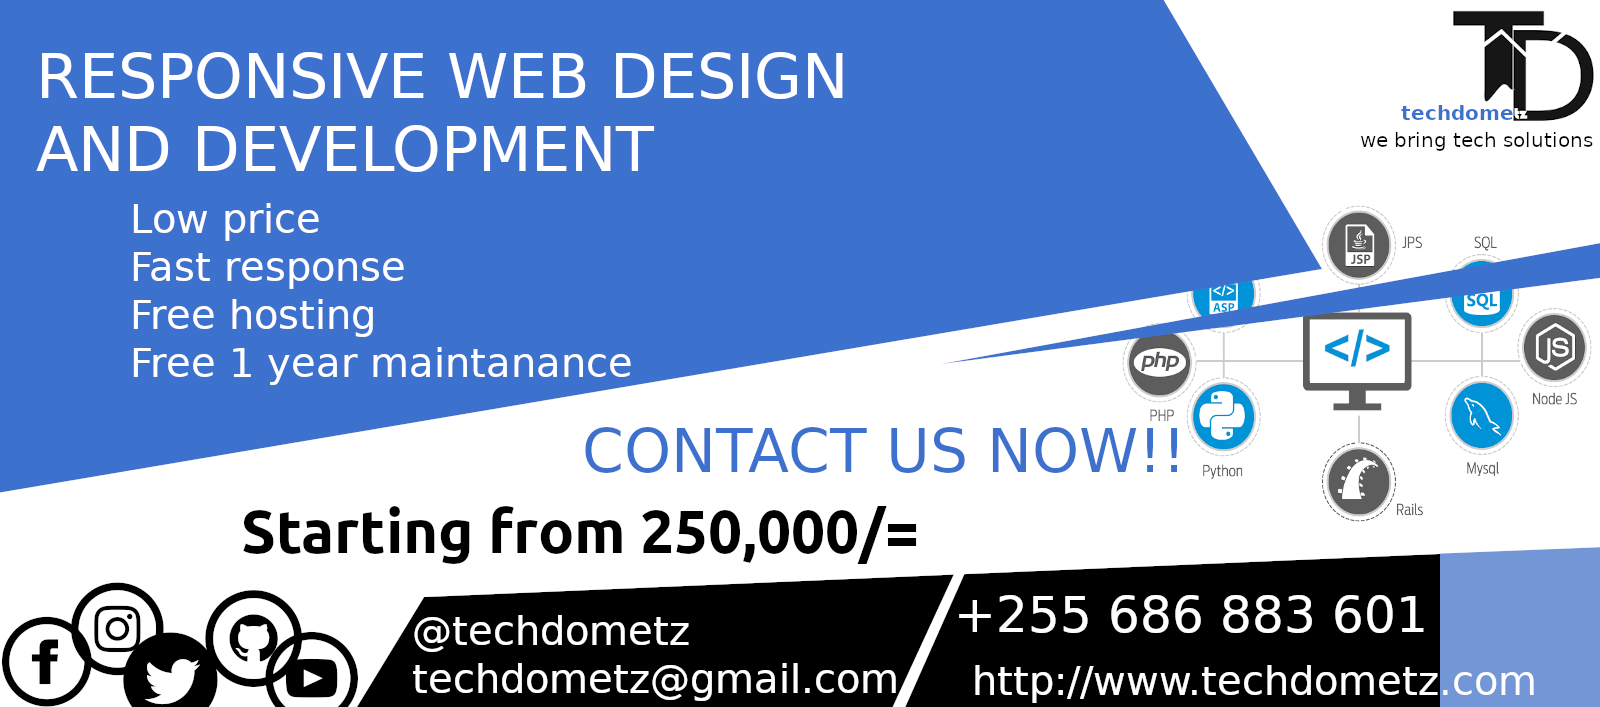 RESPONSIVE WEB DESIGN
AND DEVELOPMENT
Low price
Fast response
Free hosting
Free 1 year maintanance
TD
techdometz
we bring tech solutions
JSP
JPS
SQL
</>
ASP
SQL
</>
php
PHP
JS
Node JS
Python
Mysql
Rails
CONTACT US NOW!!
Starting from 250,000/=
@techdometz
techdometz@gmail.com
+255 686 883 601
http://www.techdometz.com